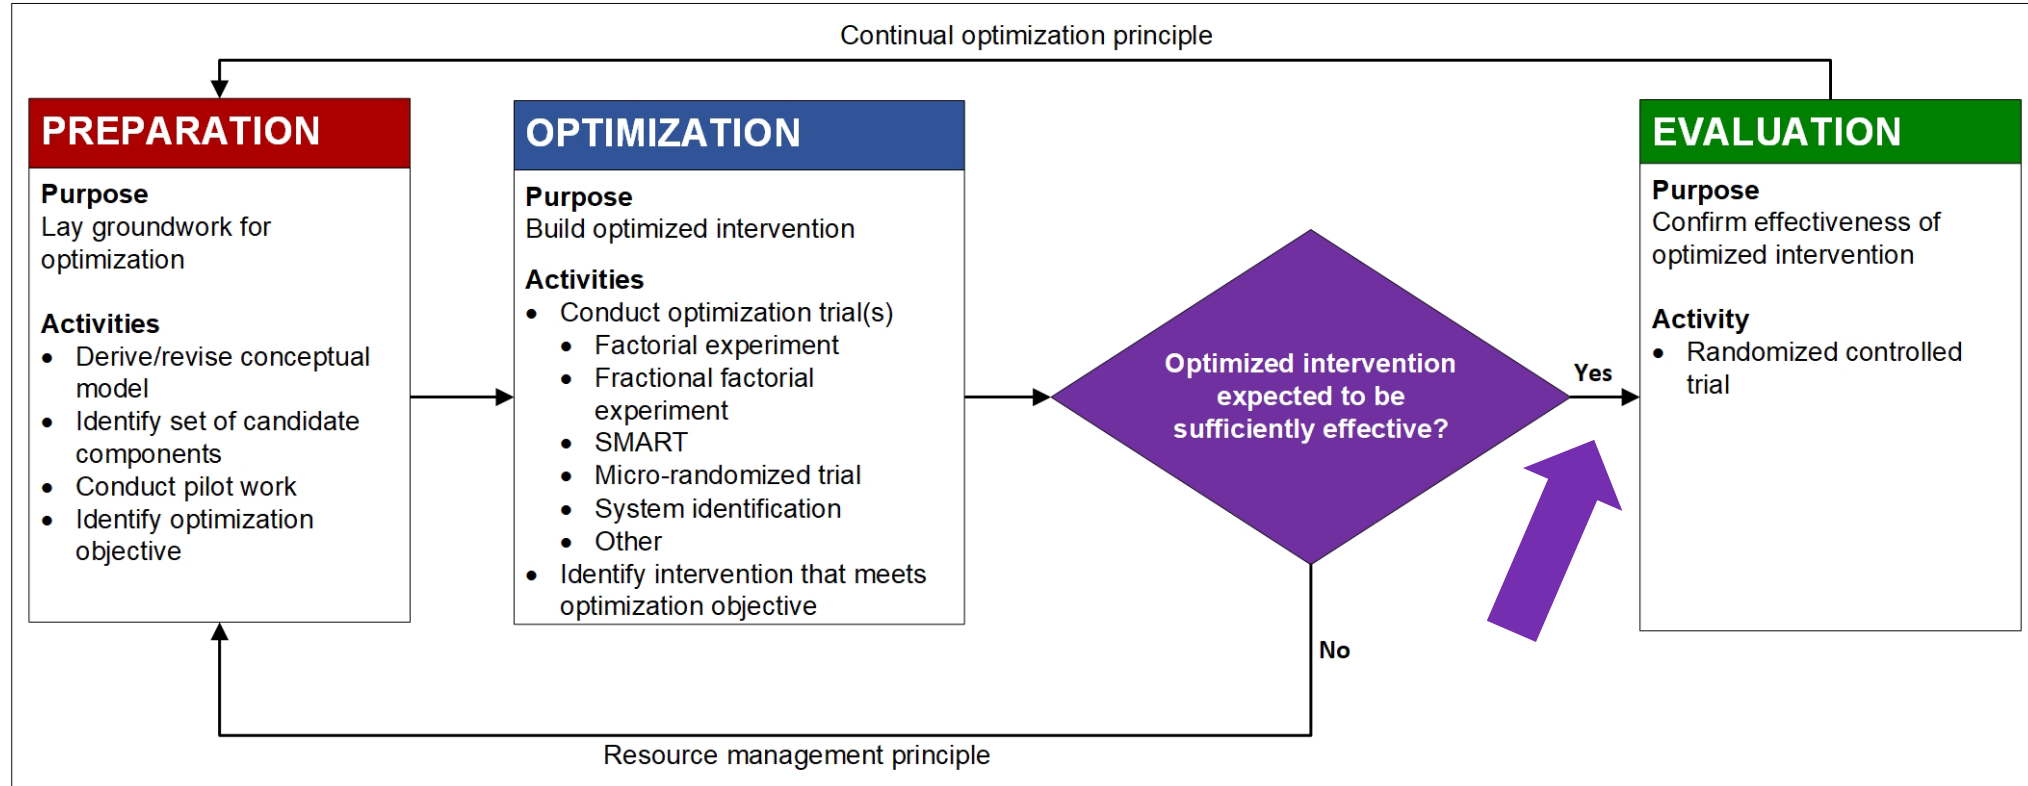 Continual optimization principle
PREPARATION
Purpose
Lay groundwork for
optimization
Activities
• Derive/revise conceptual
model
• Identify set of candidate
components
• Conduct pilot work
• Identify optimization
objective
OPTIMIZATION
Purpose
Build optimized intervention
Activities
• Conduct optimization trial(s)
• Factorial experiment
• Fractional factorial
experiment
• SMART
• Micro-randomized trial
• System identification
• Other
• Identify intervention that meets
optimization objective
Optimized intervention
expected to be
sufficiently effective?
Yes
No
EVALUATION
Purpose
Confirm effectiveness of
optimized intervention
Activity
• Randomized controlled
trial
Resource management principle